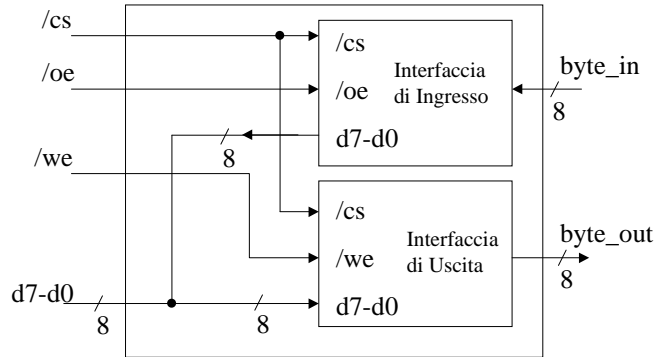 /cs
/oe
/we
d7-d0
8
/cs
/oe
d7-d0
Interfaccia
di Ingresso
8
byte_in
8
/cs
/we
d7-d0
Interfaccia
di Uscita
8
byte_out
8